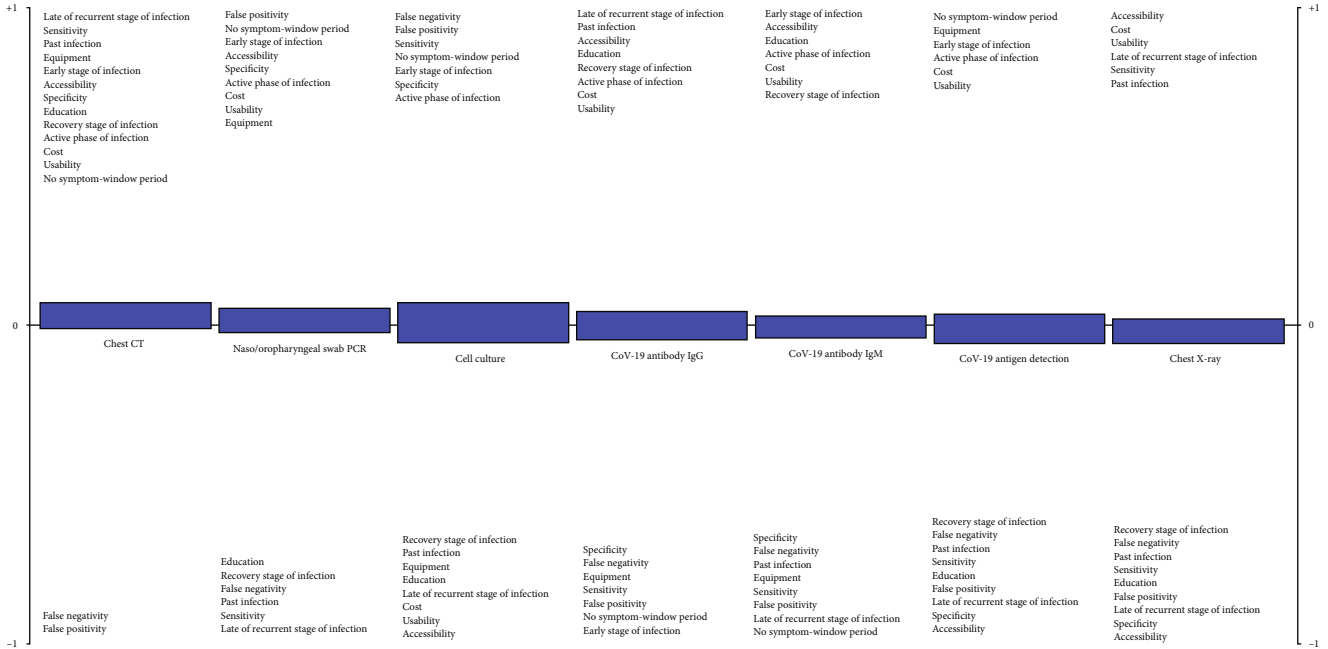 +1
Late of recurrent stage of infection
Sensitivity
Past infection
Equipment
Early stage of infection
Accessibility
Specificity
Education
Recovery stage of infection
Active phase of infection
Cost
Usability
No symptom-window period
False positivity
No symptom-window period
Early stage of infection
Accessibility
Specificity
Active phase of infection
Cost
Usability
Equipment
False negativity
False positivity
Sensitivity
No symptom-window period
Early stage of infection
Specificity
Active phase of infection
Late of recurrent stage of infection
Past infection
Accessibility
Education
Recovery stage of infection
Active phase of infection
Cost
Usability
Early stage of infection
Accessibility
Education
Active phase of infection
Cost
Usability
Recovery stage of infection
No symptom-window period
Equipment
Early stage of infection
Active phase of infection
Cost
Usability
Accessibility
Cost
Usability
Late of recurrent stage of infection
Sensitivity
Past infection
+1
0
Chest CT
Naso/oropharyngeal swab PCR
Cell culture
CoV-19 antibody IgG
CoV-19 antibody IgM
CoV-19 antigen detection
Chest X-ray
0
False negativity
False positivity
Education
Recovery stage of infection
False negativity
Past infection
Sensitivity
Late of recurrent stage of infection
Recovery stage of infection
Past infection
Equipment
Education
Late of recurrent stage of infection
Cost
Usability
Accessibility
Specificity
False negativity
Equipment
Sensitivity
False positivity
No symptom-window period
Early stage of infection
Specificity
False negativity
Past infection
Equipment
Sensitivity
False positivity
Late of recurrent stage of infection
No symptom-window period
Recovery stage of infection
False negativity
Past infection
Sensitivity
Education
False positivity
Late of recurrent stage of infection
Specificity
Accessibility
Recovery stage of infection
False negativity
Past infection
Sensitivity
Education
False positivity
Late of recurrent stage of infection
Specificity
Accessibility
–1
–1